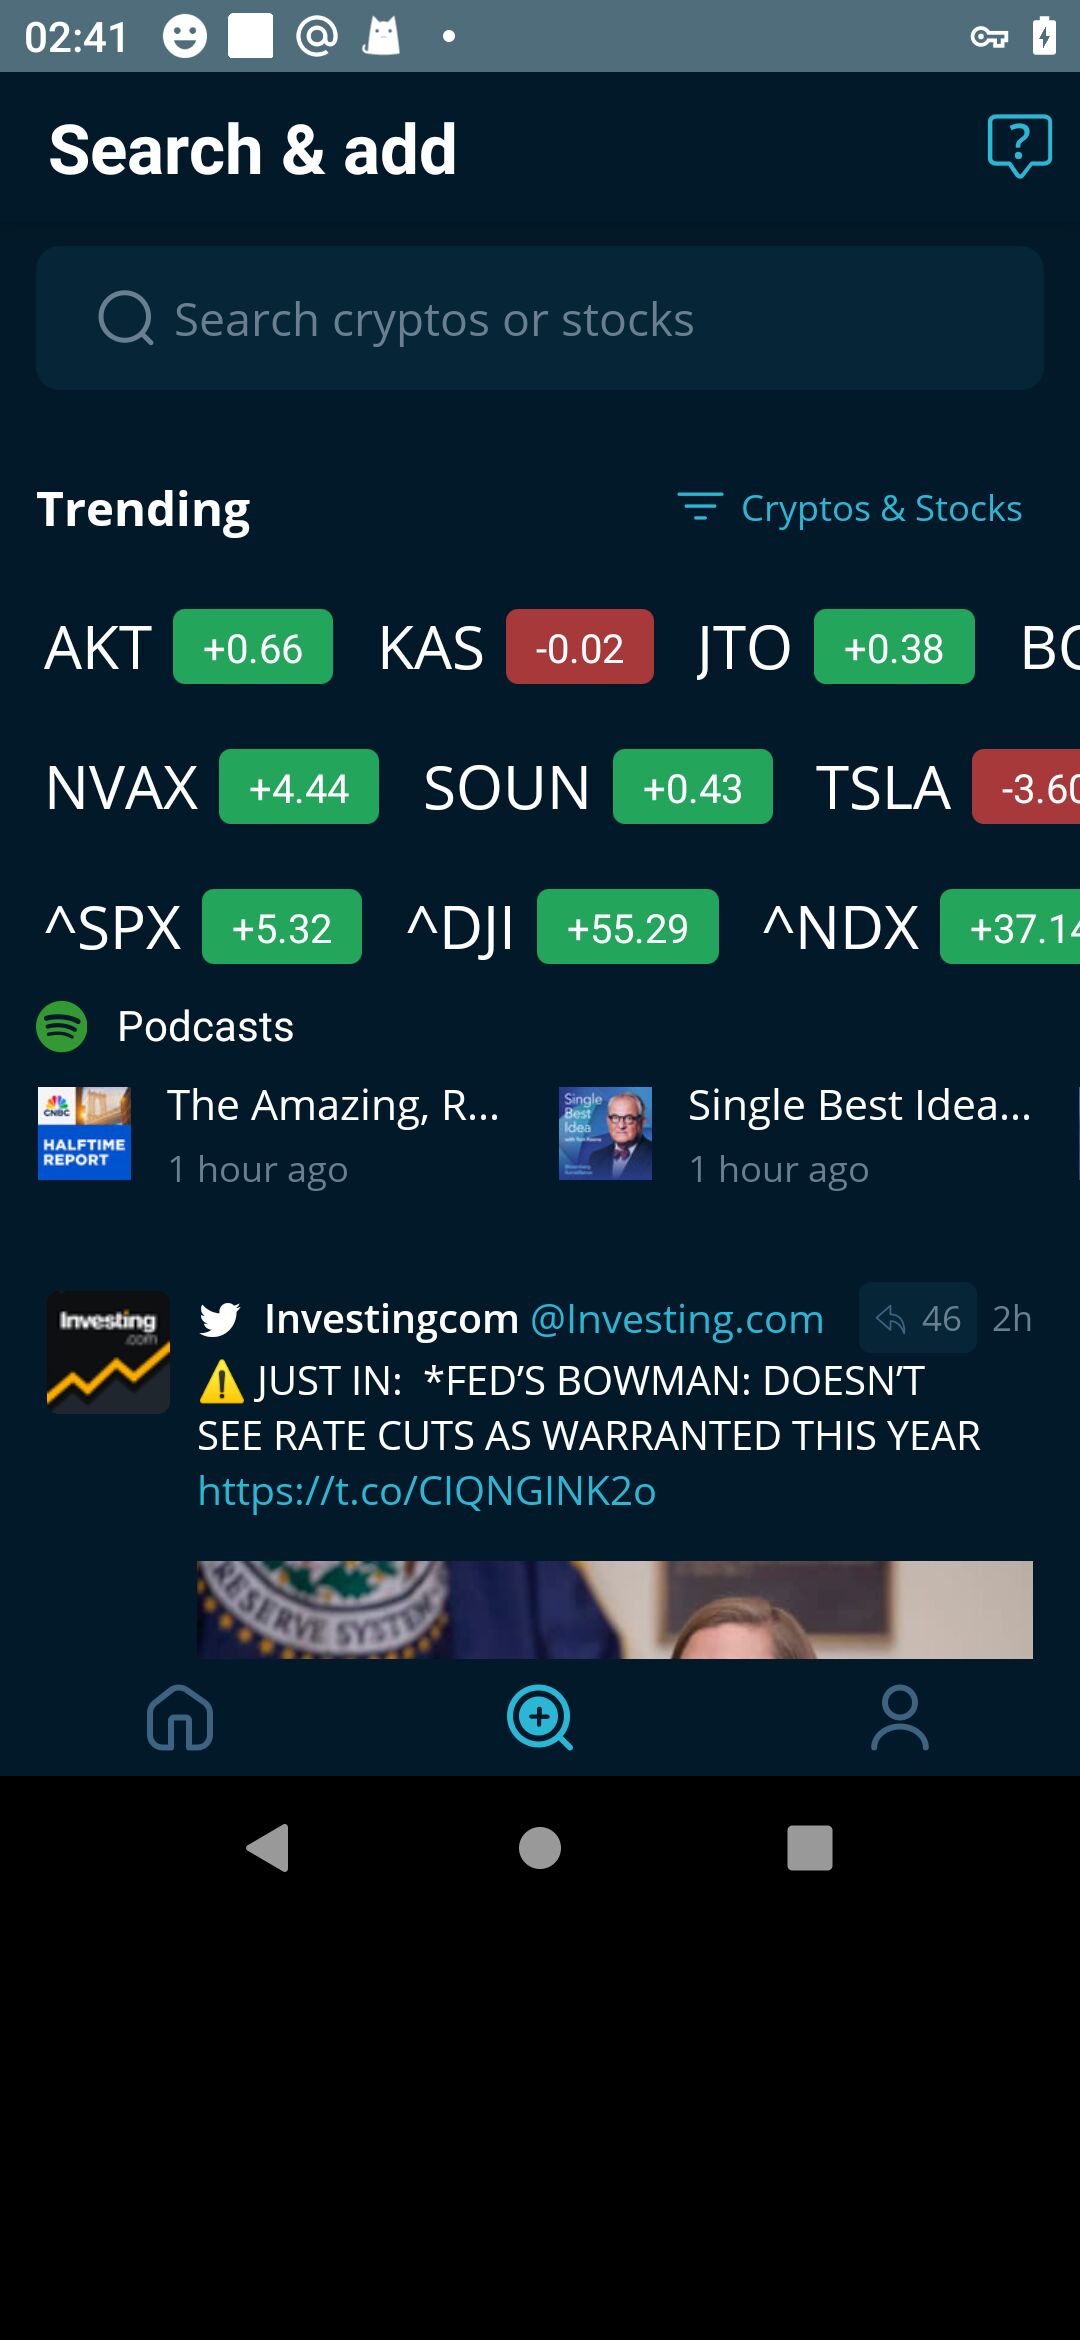 02:41
Search & add
?
Search cryptos or stocks
Trending
Cryptos & Stocks
AKT +0.66 KAS -0.02 JTO +0.38
NVAX +4.44 SOUN +0.43 TSLA -3.60
^SPX +5.32 ^DJI +55.29 ^NDX +37.14
Podcasts
CNBC
HALFTIME
REPORT
The Amazing, R...
1 hour ago
Single
Best
Idea
Single Best Idea...
1 hour ago
Investing
.com
Investingcom @Investing.com 46 2h
⚠️ JUST IN: *FED’S BOWMAN: DOESN’T
SEE RATE CUTS AS WARRANTED THIS YEAR
https://t.co/CIQNGINK2o
RESERVE SYSTEM